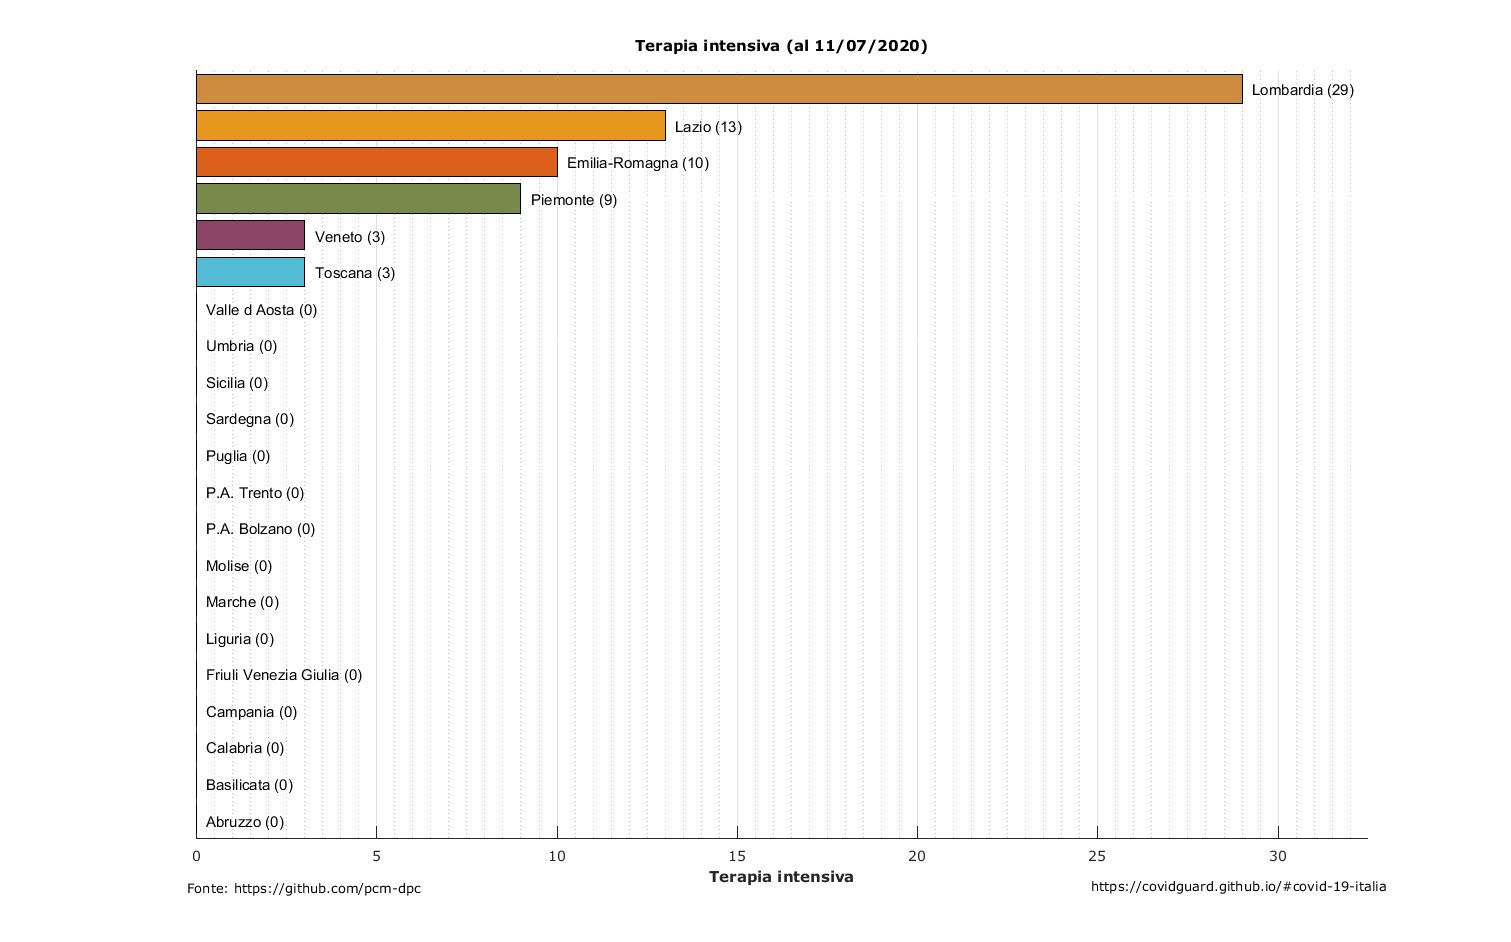 Terapia intensiva (al 11/07/2020)
Lombardia (29)
Lazio (13)
Emilia-Romagna (10)
Piemonte (9)
Veneto (3)
Toscana (3)
Valle d Aosta (0)
Umbria (0)
Sicilia (0)
Sardegna (0)
Puglia (0)
P.A. Trento (0)
P.A. Bolzano (0)
Molise (0)
Marche (0)
Liguria (0)
Friuli Venezia Giulia (0)
Campania (0)
Calabria (0)
Basilicata (0)
Abruzzo (0)
0 5 10 15 20 25 30
Terapia intensiva
Fonte: https://github.com/pcm-dpc
https://covidguard.github.io/#covid-19-italia